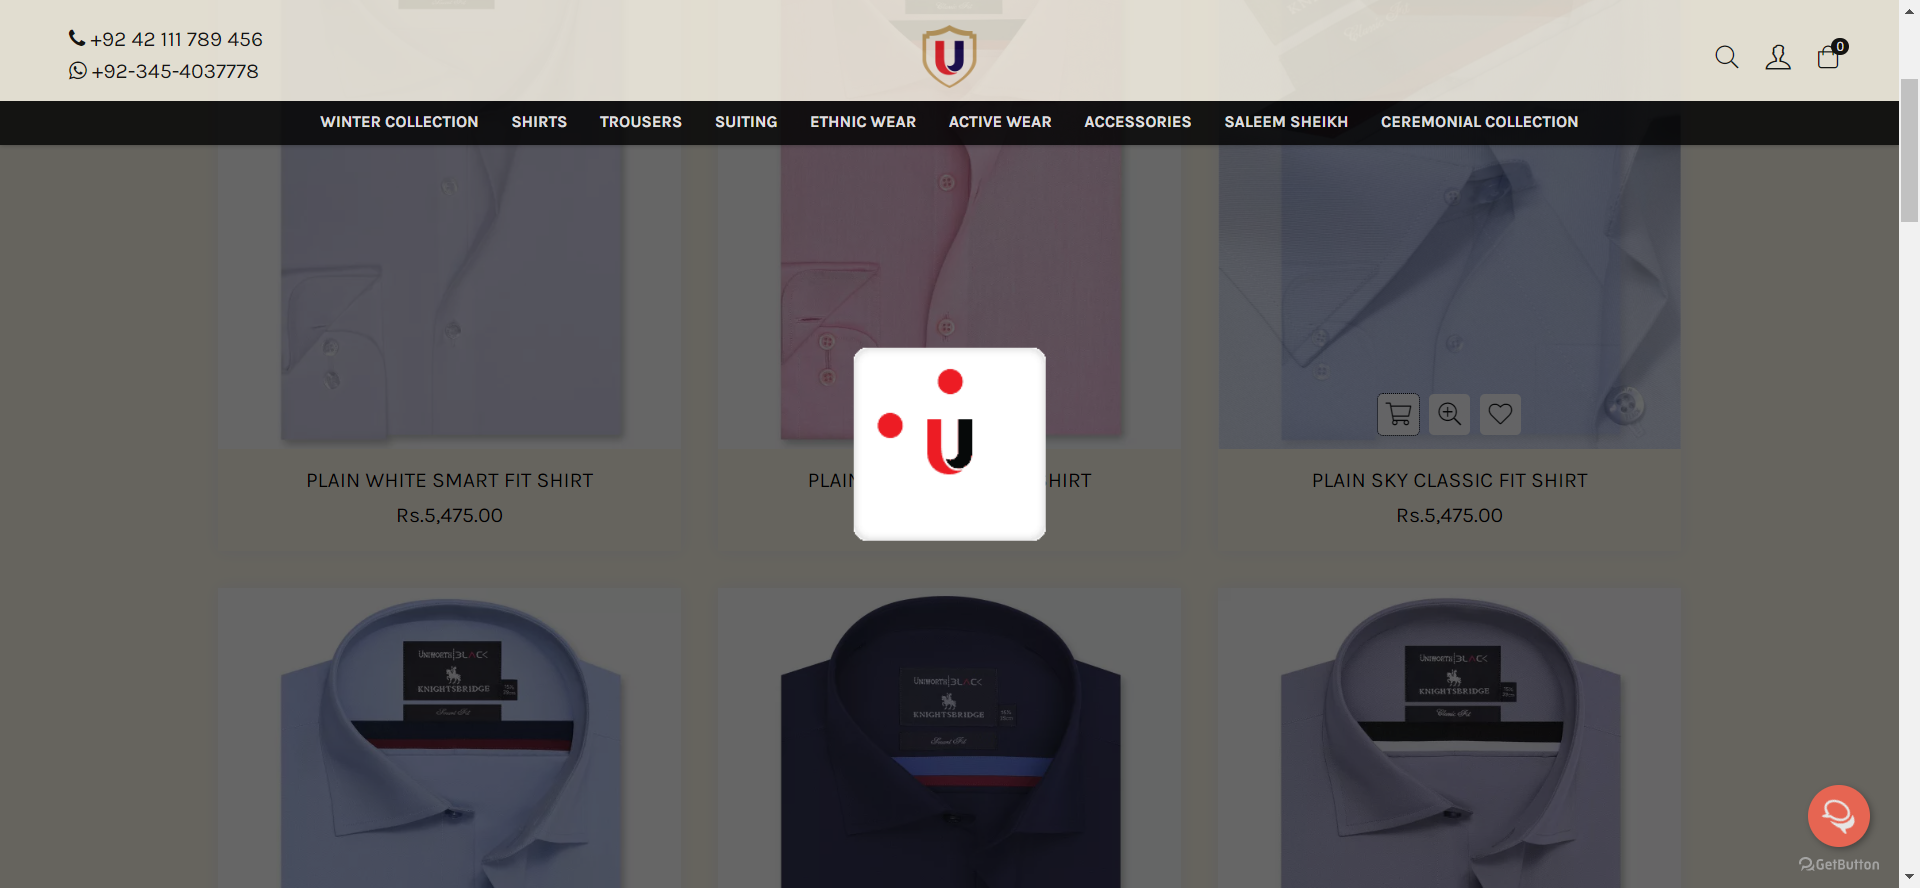 +92 42 111 789 456
+92-345-4037778
U
0
WINTER COLLECTION SHIRTS TROUSERS SUITING ETHNIC WEAR ACTIVE WEAR ACCESSORIES SALEEM SHEIKH CEREMONIAL COLLECTION
U
PLAIN WHITE SMART FIT SHIRT
Rs.5,475.00
PLAIN
SHIRT
PLAIN SKY CLASSIC FIT SHIRT
Rs.5,475.00
UNIWORTH|BLACK
KNIGHTSBRIDGE
Smart Fit
UNIWORTH|BLACK
KNIGHTSBRIDGE
Smart Fit
UNIWORTH|BLACK
KNIGHTSBRIDGE
Classic Fit
GetButton